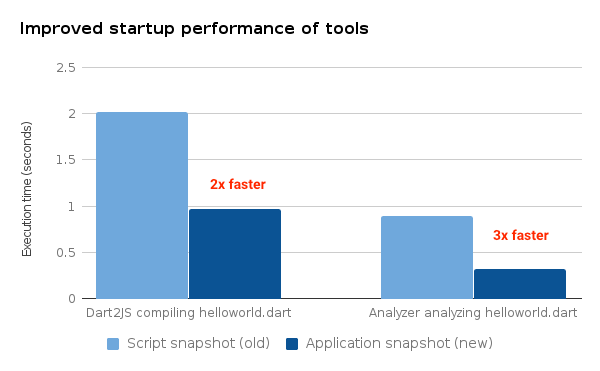 Improved startup performance of tools
Execution time (seconds)
2.5
2
1.5
1
0.5
0
2x faster
3x faster
Dart2JS compiling helloworld.dart
Analyzer analyzing helloworld.dart
Script snapshot (old)
Application snapshot (new)